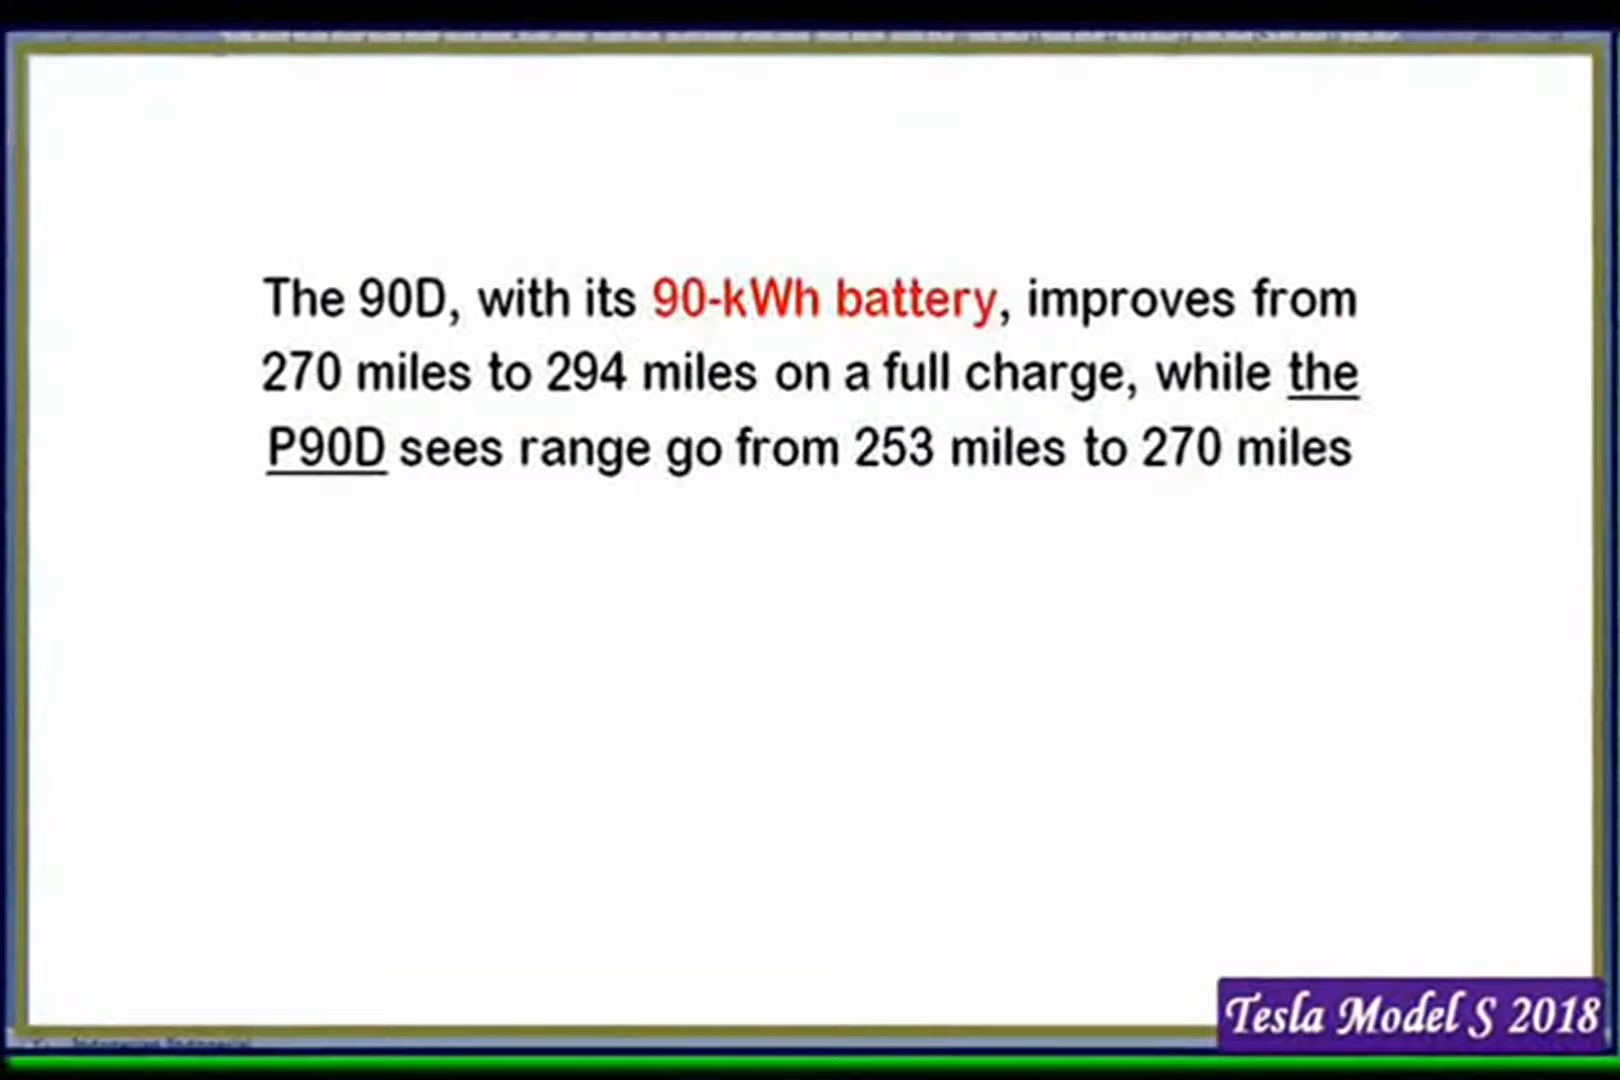 The 90D, with its 90-kWh battery, improves from
270 miles to 294 miles on a full charge, while the
P90D sees range go from 253 miles to 270 miles
Tesla Model S 2018